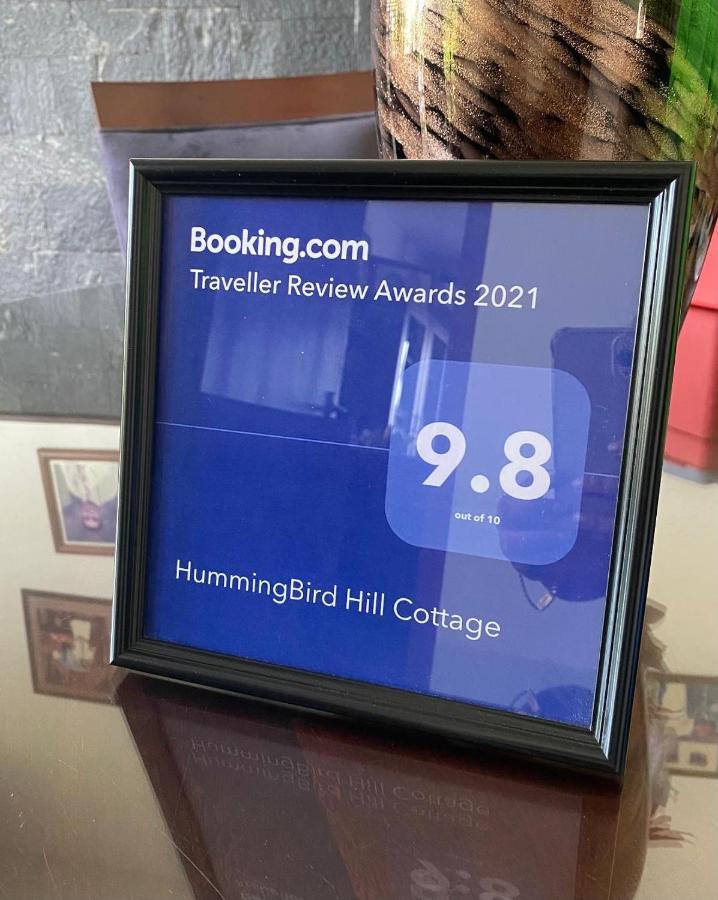 Booking.com
Traveller Review Awards 2021
9.8
out of 10
HummingBird Hill Cottage